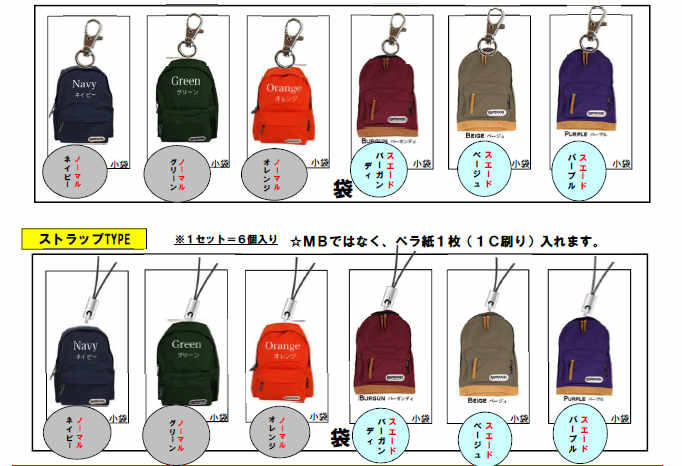 Navy
ネイビー
Green
グリーン
Orange
オレンジ
BURGUN バーガンディ
BEIGE ベージュ
PURPLE パープル
ノーマル
ネイビー
小袋
ノーマル
グリーン
小袋
ノーマル
オレンジ
小袋
袋
スエード
バーガン
ディ
小袋
スエード
ベージュ
小袋
スエード
パープル
小袋
ストラップTYPE
※1セット=6個入り
☆MBではなく、ペラ紙1枚(1C刷り)入れます。
Navy
ネイビー
Green
グリーン
Orange
オレンジ
BURGUN バーガンディ
BEIGE ベージュ
PURPLE パープル
ノーマル
ネイビー
小袋
ノーマル
グリーン
小袋
ノーマル
オレンジ
小袋
袋
スエード
バーガン
ディ
小袋
スエード
ベージュ
小袋
スエード
パープル
小袋